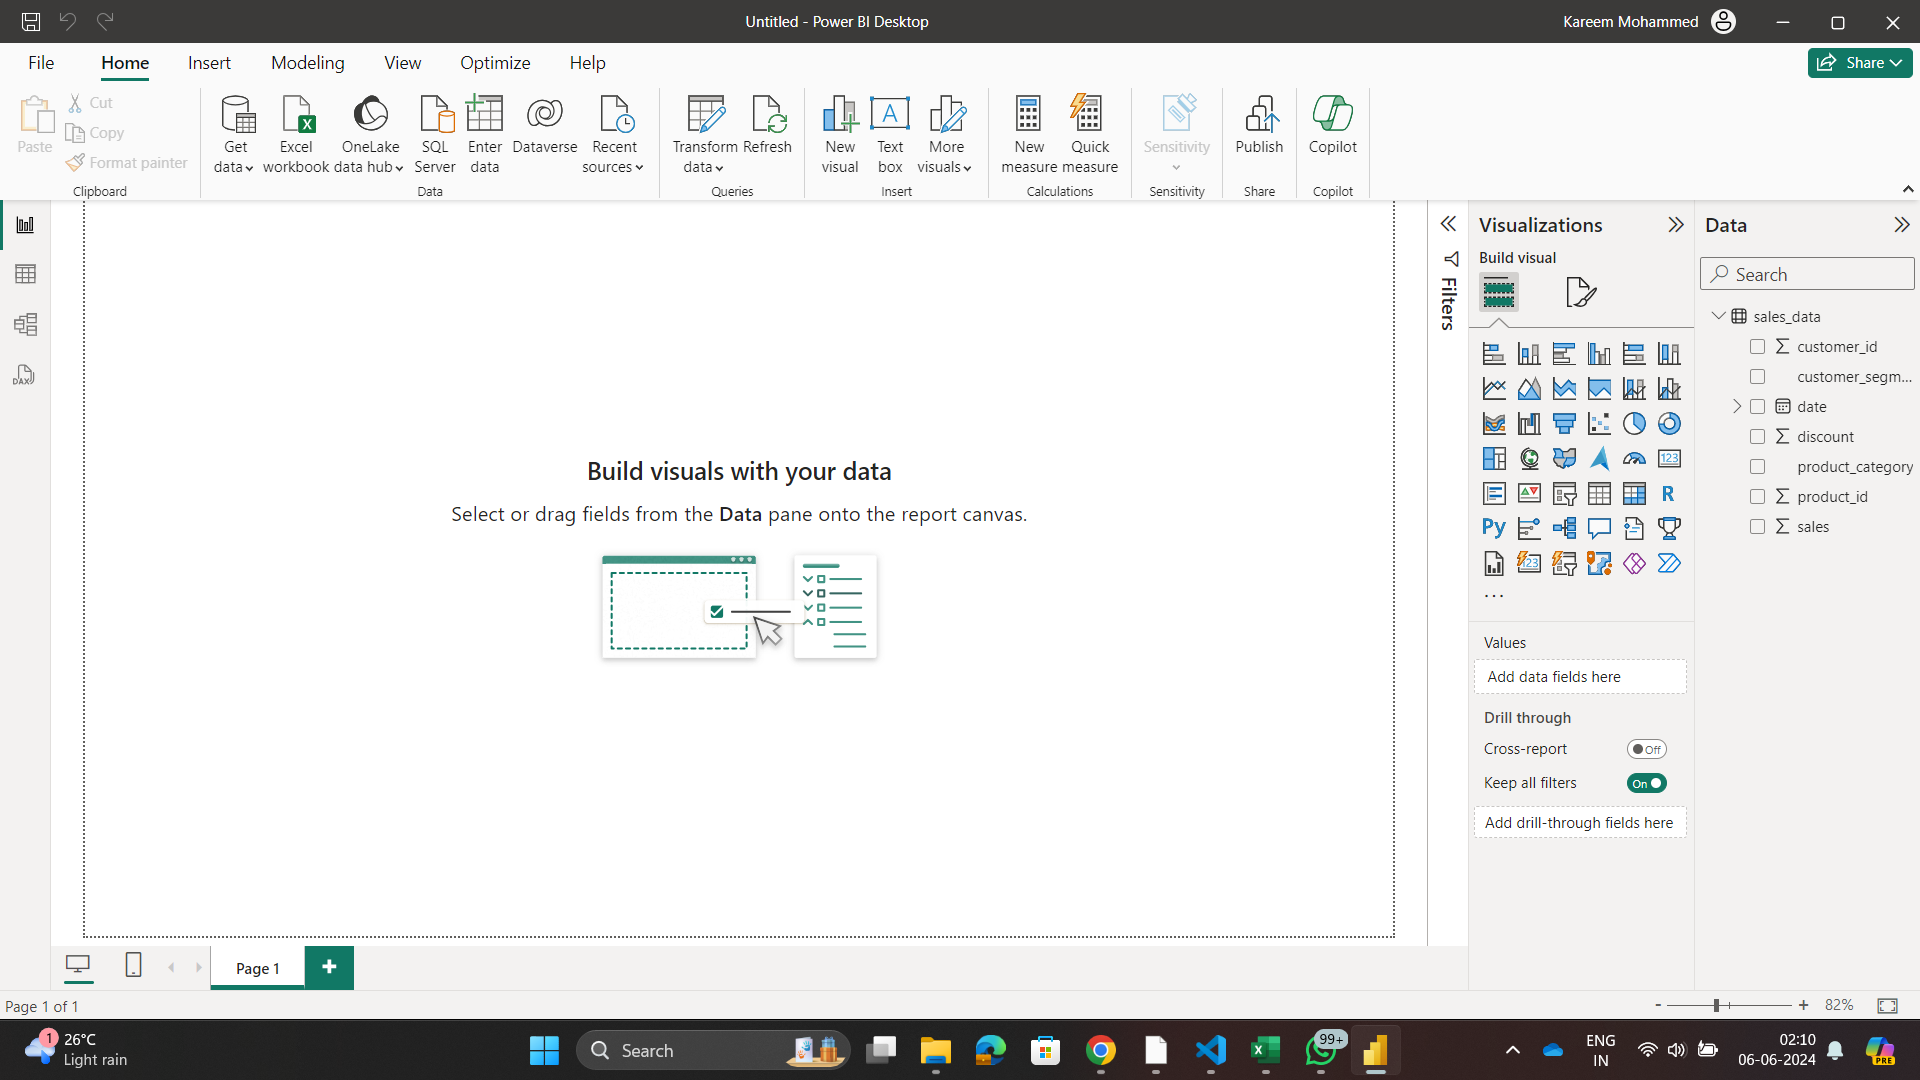 Untitled - Power BI Desktop
Kareem Mohammed
File Home Insert Modeling View Optimize Help
Share
Paste
Cut
Copy
Format painter
Clipboard
Get data
Excel workbook
OneLake data hub
SQL Server
Enter data
Dataverse
Recent sources
Data
Transform data
Refresh
Queries
New visual
Text box
More visuals
Insert
New measure
Quick measure
Calculations
Sensitivity
Sensitivity
Publish
Share
Copilot
Copilot
DAX
Build visuals with your data
Select or drag fields from the Data pane onto the report canvas.
Filters
Visualizations
Build visual
123
R
Py
123
...
Values
Add data fields here
Drill through
Cross-report
Off
Keep all filters
On
Add drill-through fields here
Data
Search
sales_data
customer_id
customer_segm...
date
discount
product_category
product_id
sales
Page 1
Page 1 of 1
- + 82%
1
26°C
Light rain
Search
99+
ENG
IN
02:10
06-06-2024
PRE